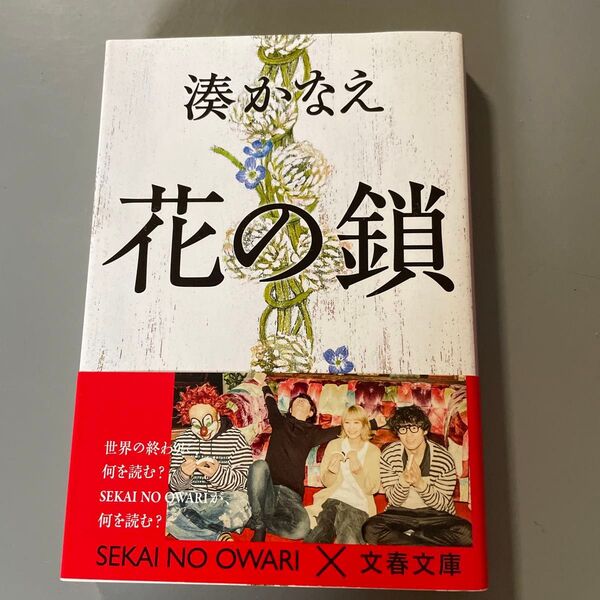 湊かなえ
花の鎖
世界の終わりに、
何を読む?
SEKAI NO OWARIが、
何を読む?
SEKAI NO OWARI × 文春文庫